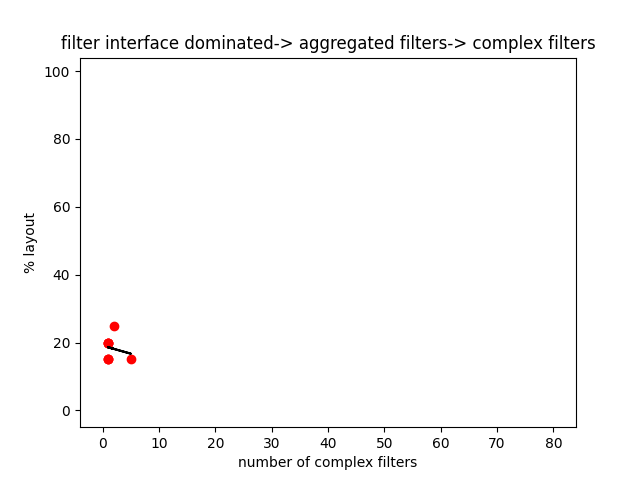 filter interface dominated-> aggregated filters-> complex filters
100
80
60
40
20
0
% layout
0 10 20 30 40 50 60 70 80
number of complex filters